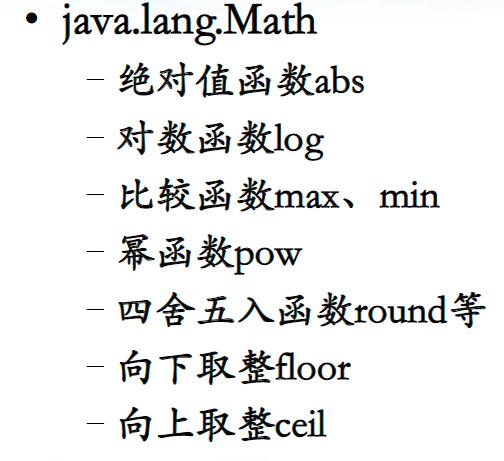 • java.lang.Math
– 绝对值函数abs
– 对数函数log
– 比较函数max、min
– 幂函数pow
– 四舍五入函数round等
– 向下取整floor
– 向上取整ceil